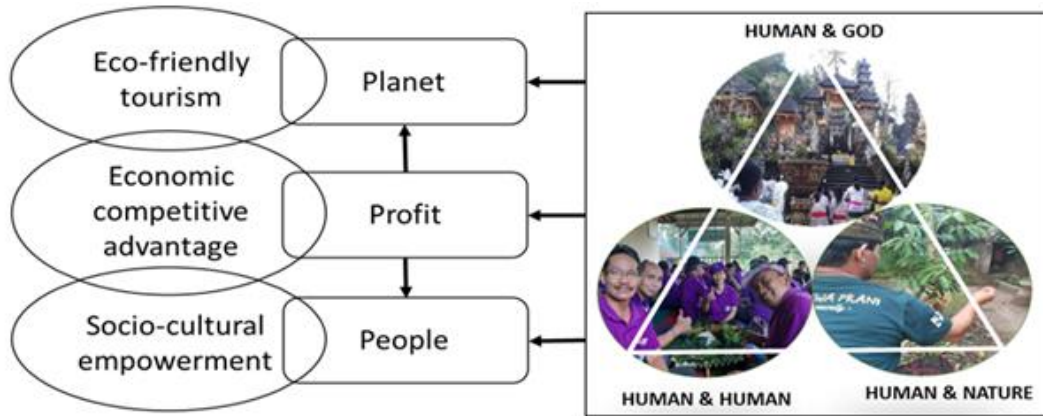 Eco-friendly
tourism
Planet
Economic
competitive
advantage
Profit
Socio-cultural
empowerment
People
HUMAN & GOD
HUMAN & HUMAN
HUMAN & NATURE